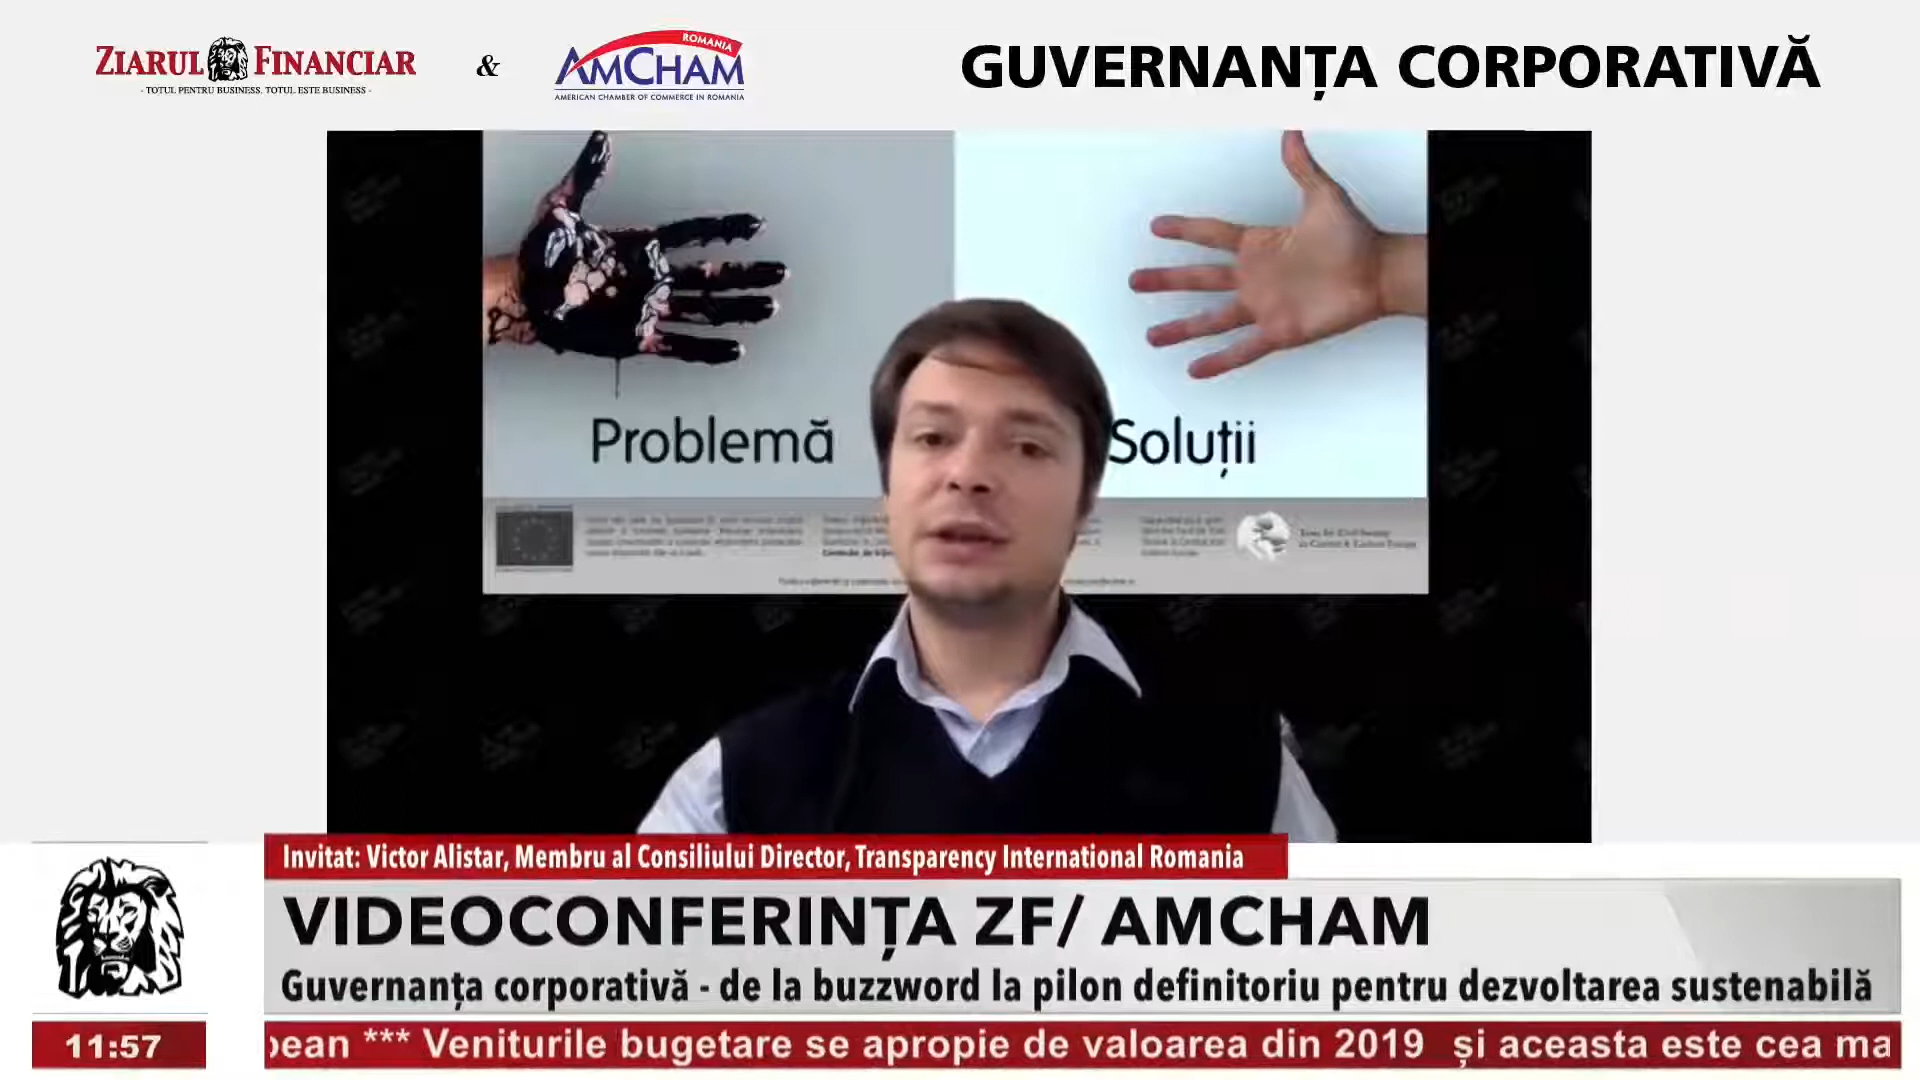 ZIARUL FINANCIAR
- TOTUL PENTRU BUSINESS. TOTUL ESTE BUSINESS -
&
ROMANIA
AMCHAM
AMERICAN CHAMBER OF COMMERCE IN ROMANIA
GUVERNANȚA CORPORATIVĂ
Problemă
Soluții
Invitat: Victor Alistar, Membru al Consiliului Director, Transparency International Romania
VIDEOCONFERINȚA ZF/ AMCHAM
Guvernanța corporativă - de la buzzword la pilon definitoriu pentru dezvoltarea sustenabilă
11:57
pean *** Veniturile bugetare se apropie de valoarea din 2019 și aceasta este cea ma